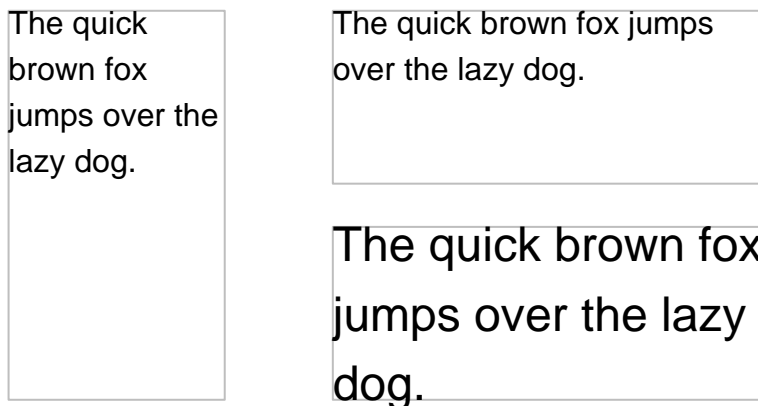 The quick
brown fox
jumps over the
lazy dog.
The quick brown fox jumps
over the lazy dog.
The quick brown fox
jumps over the lazy
dog.